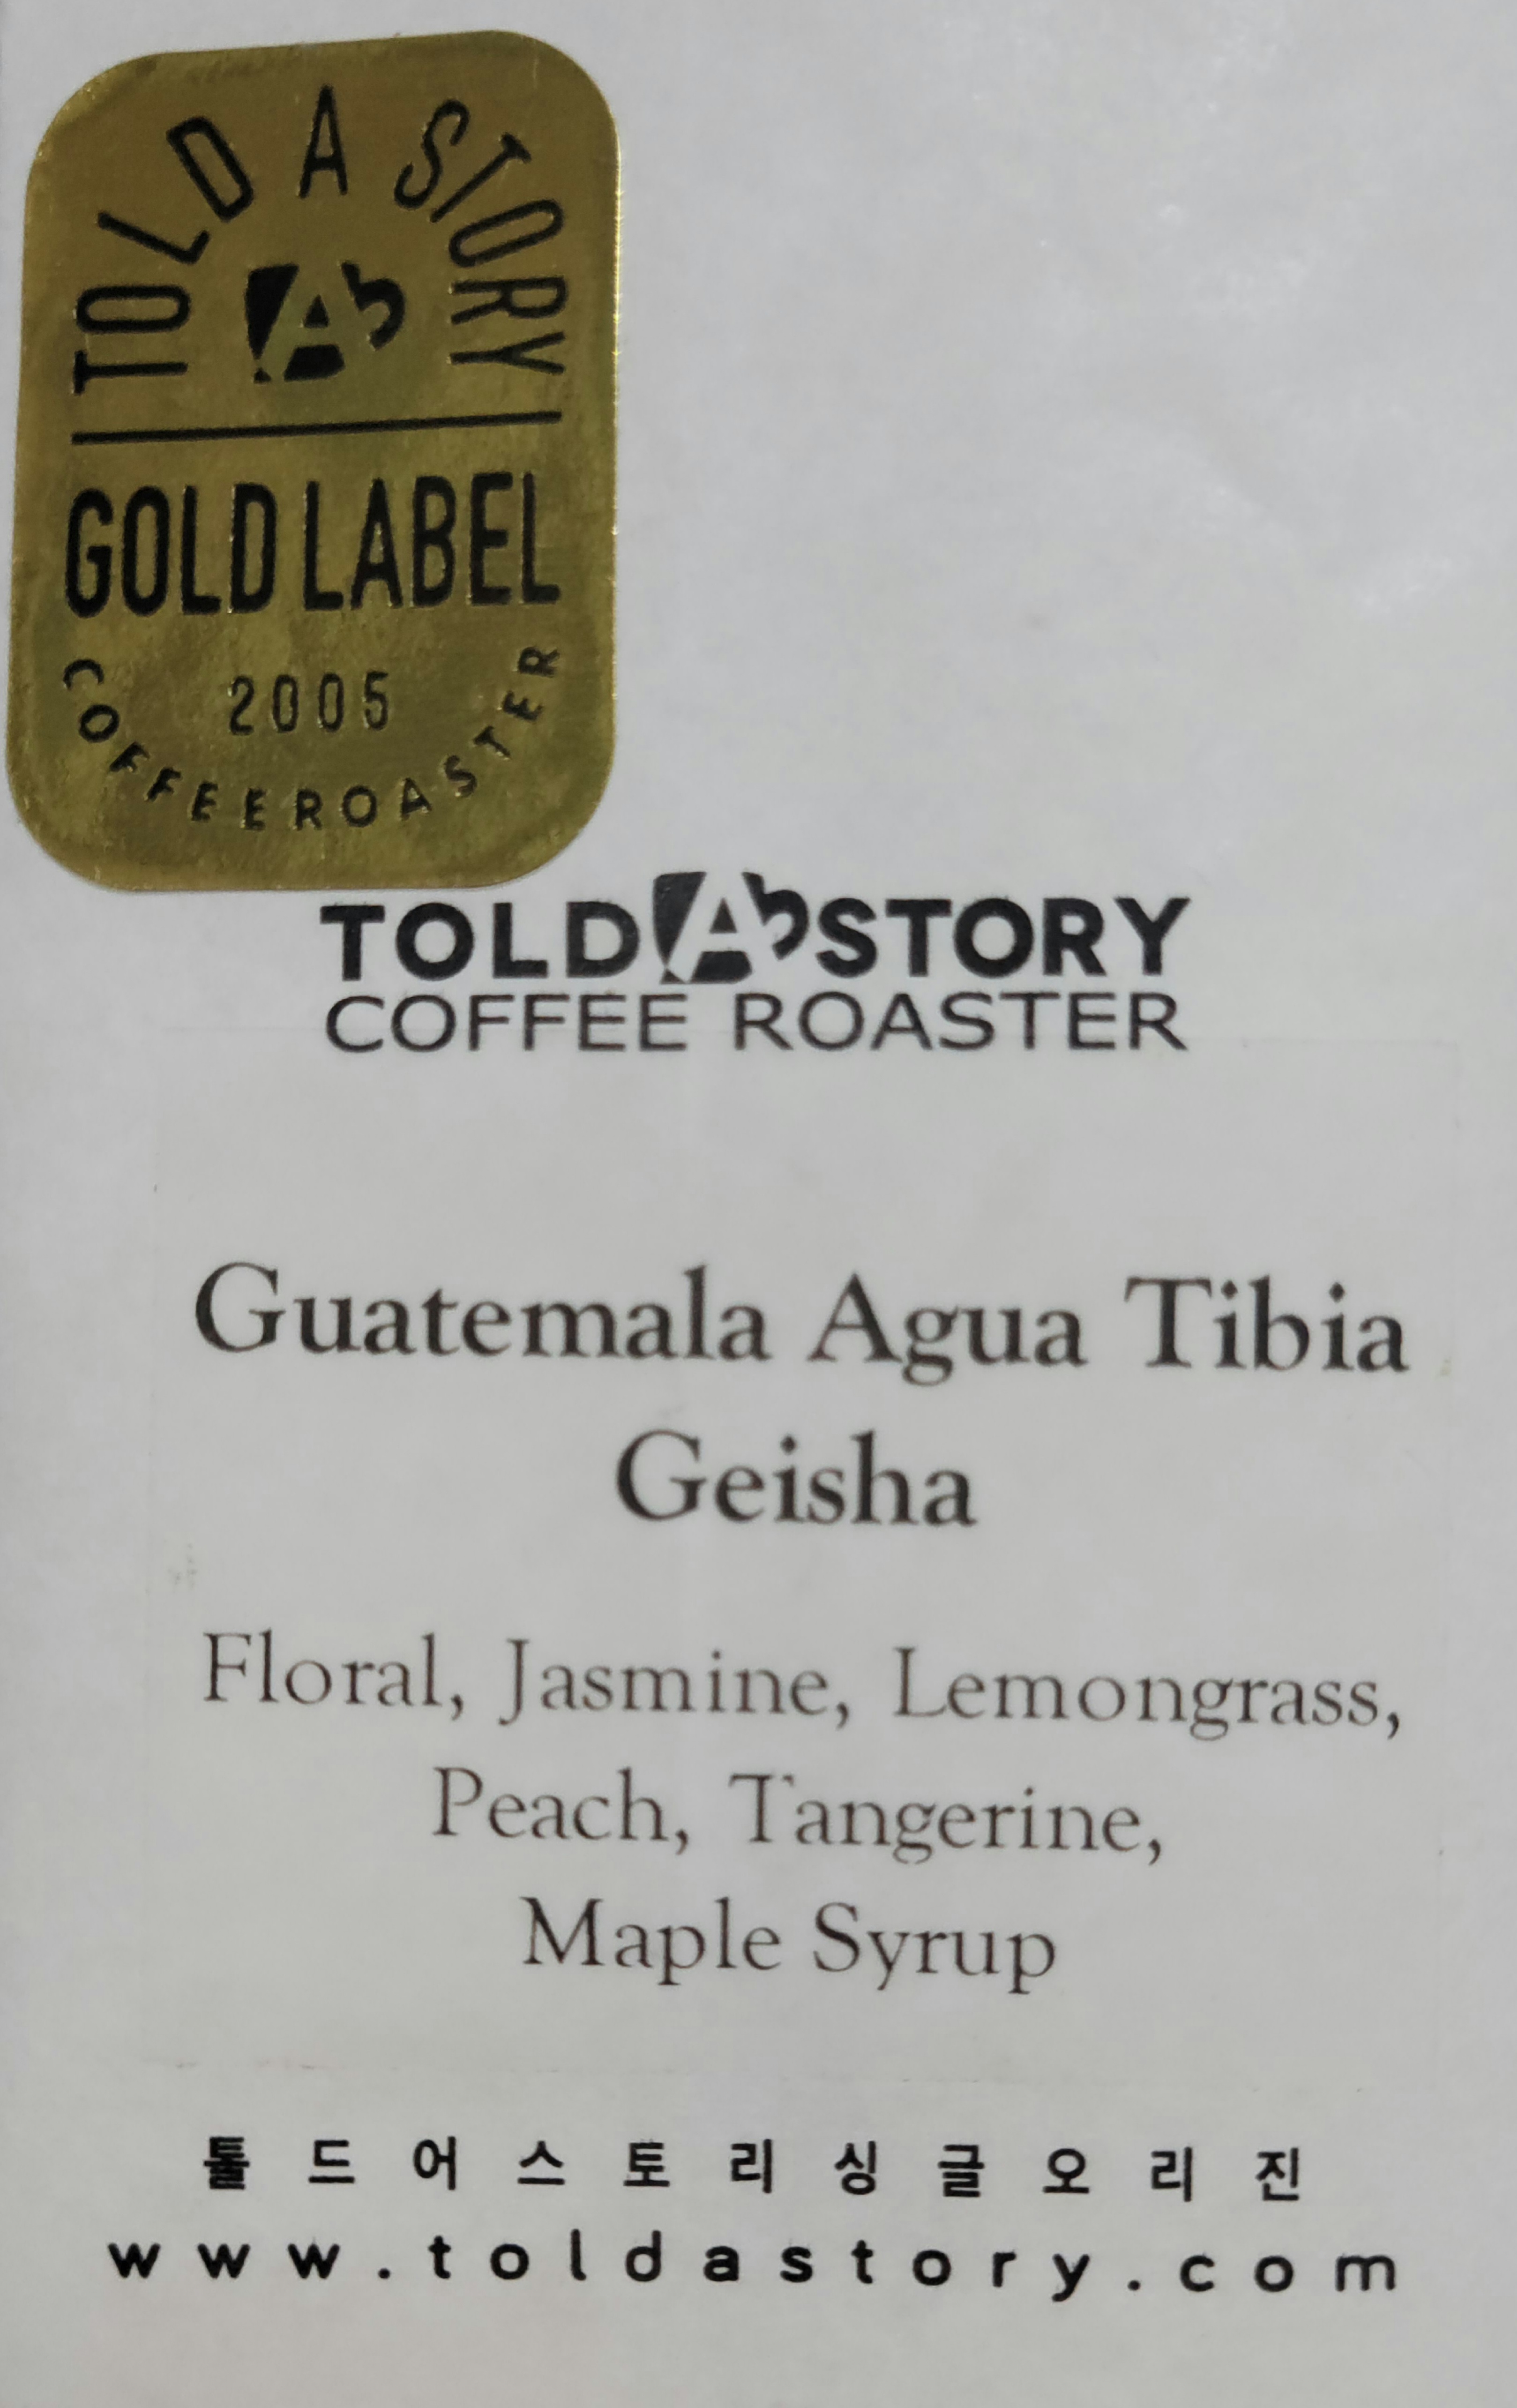 TOLD A STORY
GOLD LABEL
2005
COFFEEROASTER
TOLD A STORY
COFFEE ROASTER
Guatemala Agua Tibia
Geisha
Floral, Jasmine, Lemongrass,
Peach, Tangerine,
Maple Syrup
톨드어스토리싱글오리진
www.toldastory.com